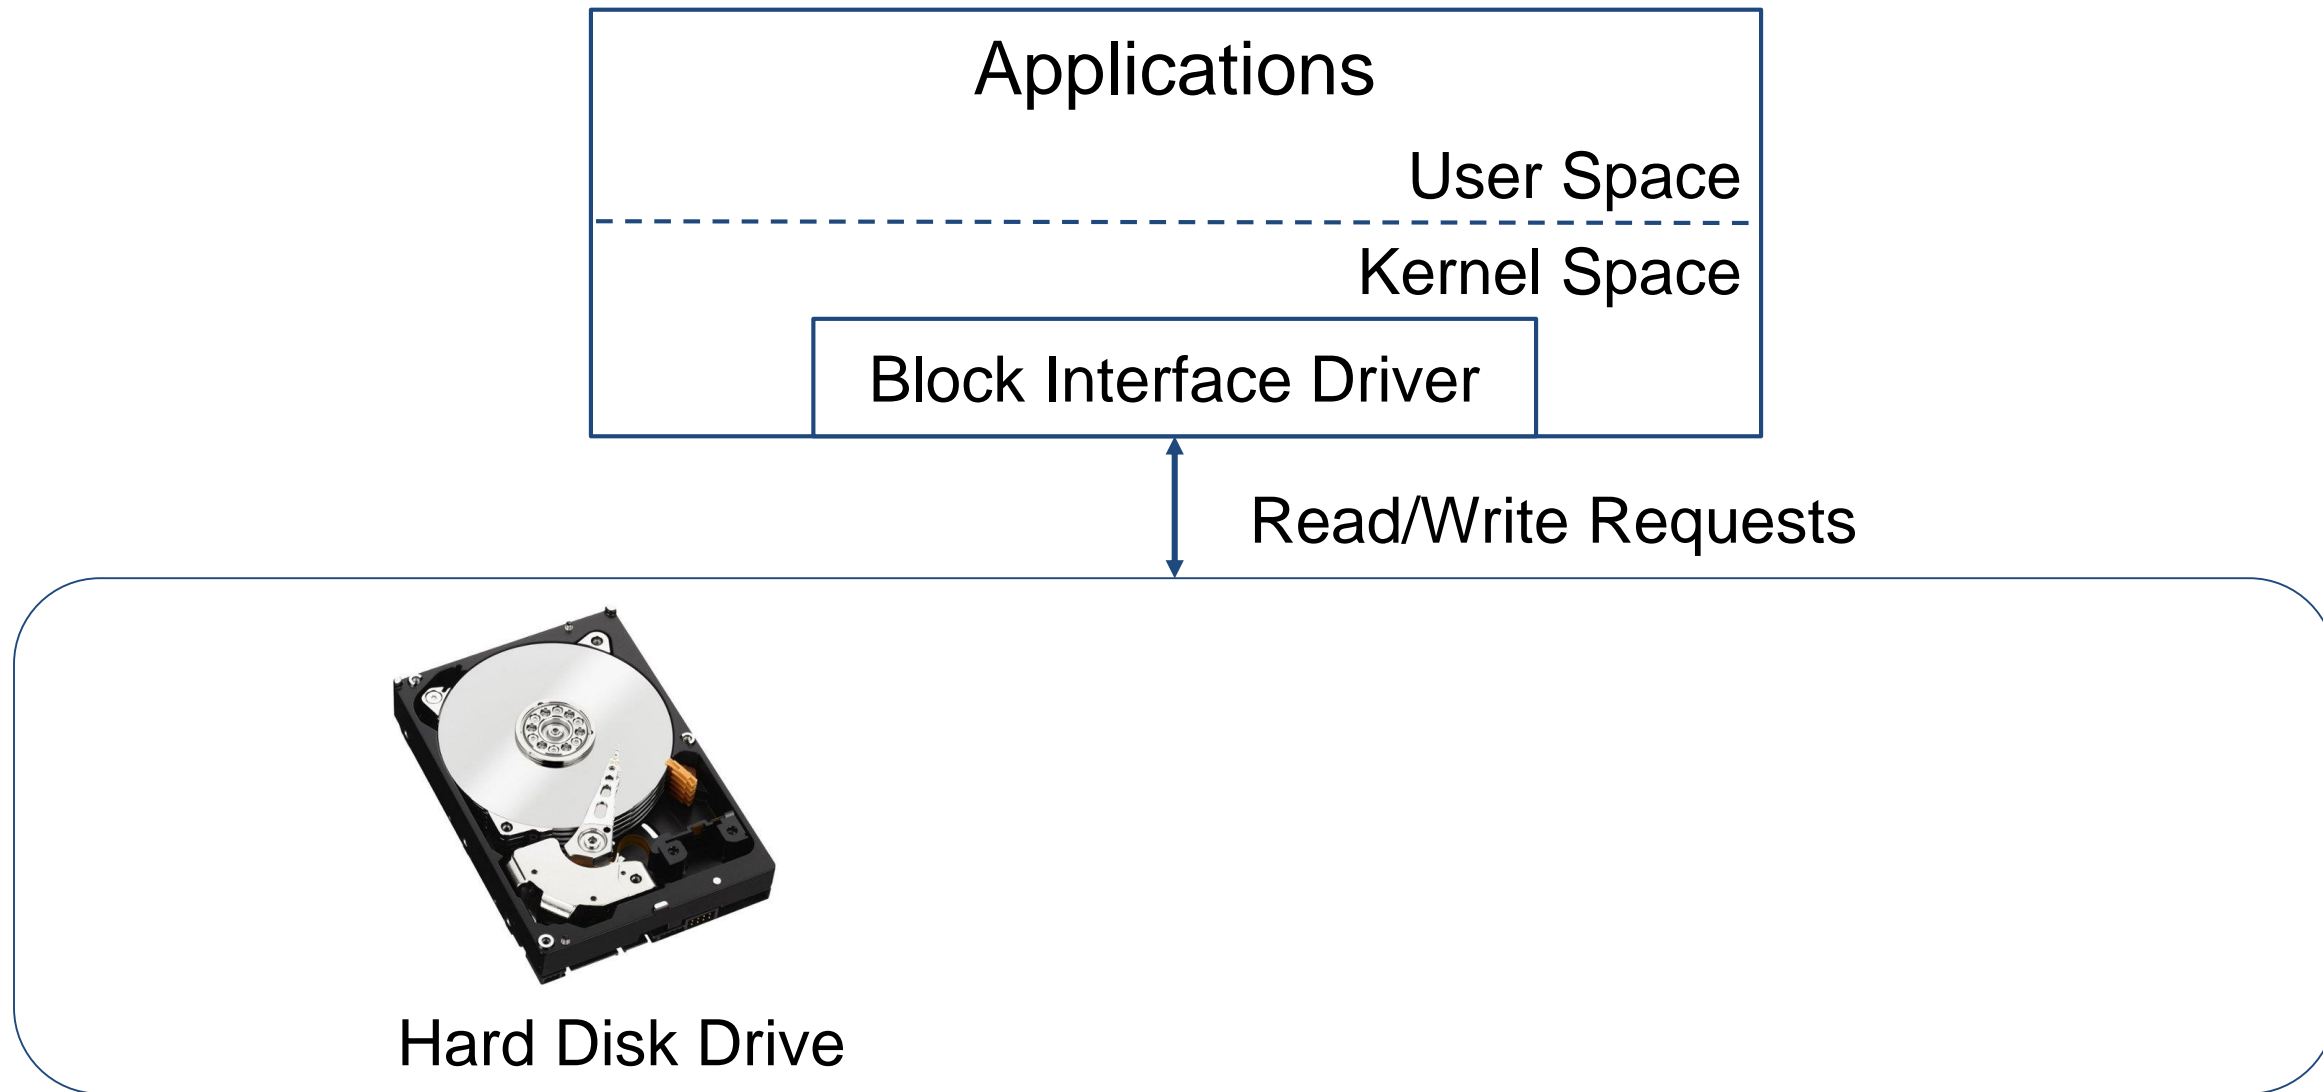 Applications
User Space
Kernel Space
Block Interface Driver
Read/Write Requests
Hard Disk Drive